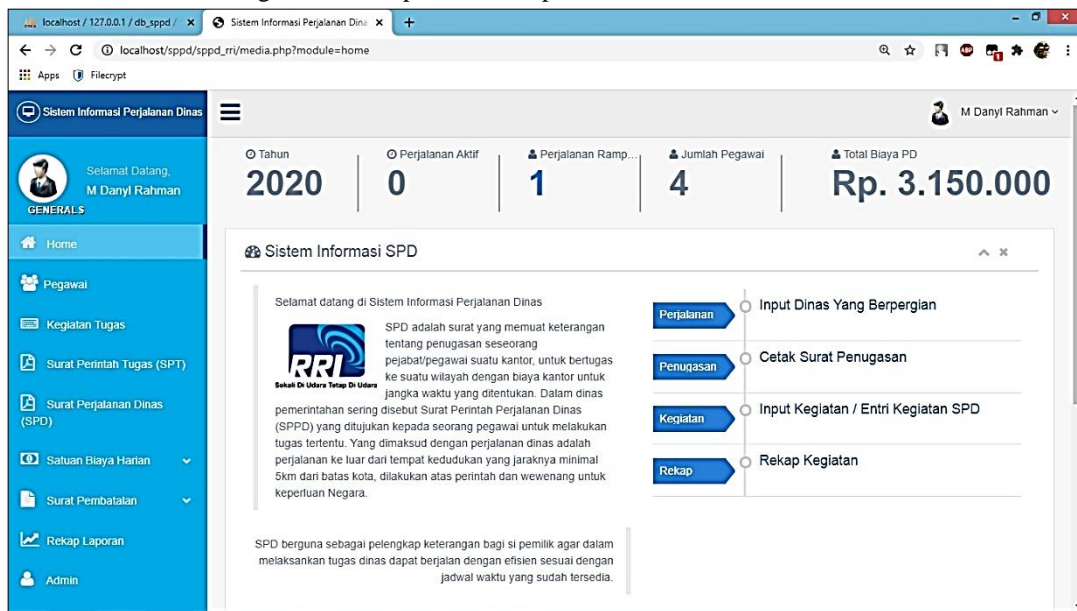 localhost / 127.0.0.1 / db_sppd /
Sistem Informasi Perjalanan Dina
localhost/sppd/sppd_rri/media.php?module=home
Apps
Filecrypt
Sistem Informasi Perjalanan Dinas
M Danyl Rahman
Selamat Datang,
M Danyl Rahman
GENERALS
Tahun
2020
Perjalanan Aktif
0
Perjalanan Ramp...
1
Jumlah Pegawai
4
Total Biaya PD
Rp. 3.150.000
Home
Pegawai
Kegiatan Tugas
Surat Perintah Tugas (SPT)
Surat Perjalanan Dinas
(SPD)
Satuan Biaya Harian
Surat Pembatalan
Rekap Laporan
Admin
Sistem Informasi SPD
Selamat datang di Sistem Informasi Perjalanan Dinas
RRI
Sekali Di Udara Tetap Di Udara
SPD adalah surat yang memuat keterangan
tentang penugasan seseorang
pejabat/pegawai suatu kantor, untuk bertugas
ke suatu wilayah dengan biaya kantor untuk
jangka waktu yang ditentukan. Dalam dinas
pemerintahan sering disebut Surat Perintah Perjalanan Dinas
(SPPD) yang ditujukan kepada seorang pegawai untuk melakukan
tugas tertentu. Yang dimaksud dengan perjalanan dinas adalah
perjalanan ke luar dari tempat kedudukan yang jaraknya minimal
5km dari batas kota, dilakukan atas perintah dan wewenang untuk
keperluan Negara.
SPD berguna sebagai pelengkap keterangan bagi si pemilik agar dalam
melaksankan tugas dinas dapat berjalan dengan efisien sesuai dengan
jadwal waktu yang sudah tersedia.
Perjalanan
Input Dinas Yang Berpergian
Penugasan
Cetak Surat Penugasan
Kegiatan
Input Kegiatan / Entri Kegiatan SPD
Rekap
Rekap Kegiatan